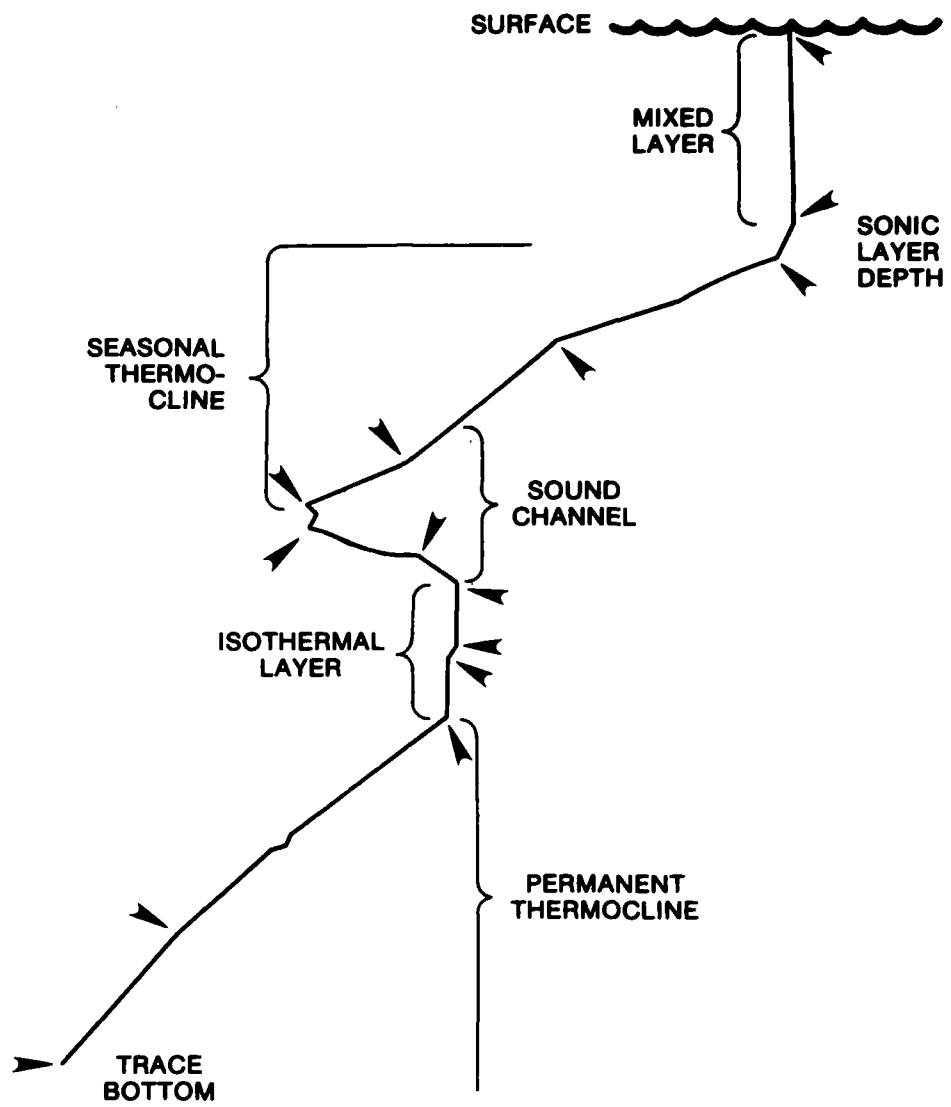 SURFACE
MIXED
LAYER
SONIC
LAYER
DEPTH
SEASONAL
THERMO-
CLINE
SOUND
CHANNEL
ISOTHERMAL
LAYER
PERMANENT
THERMOCLINE
TRACE
BOTTOM